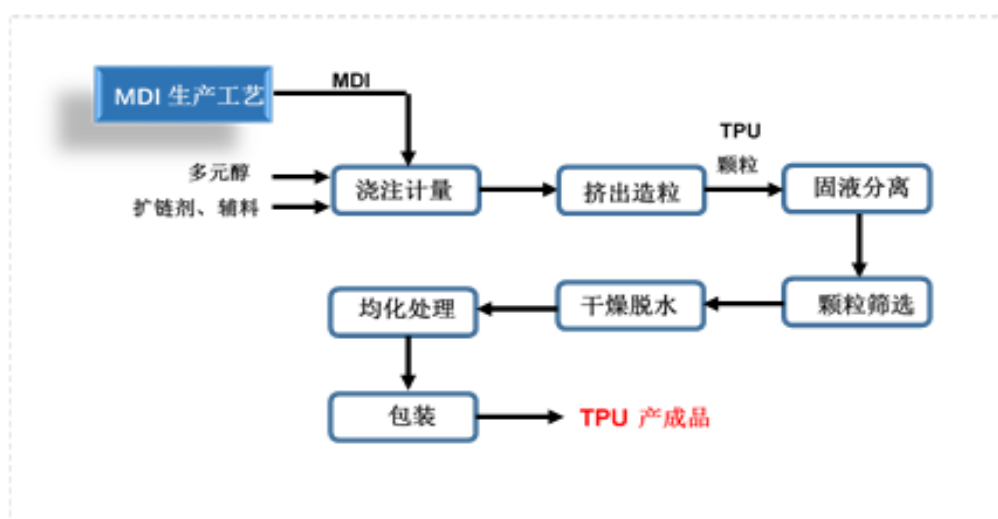 MDI 生产工艺
MDI
多元醇
扩链剂、辅料
浇注计量
挤出造粒
TPU
颗粒
固液分离
颗粒筛选
干燥脱水
均化处理
包装
TPU 产成品